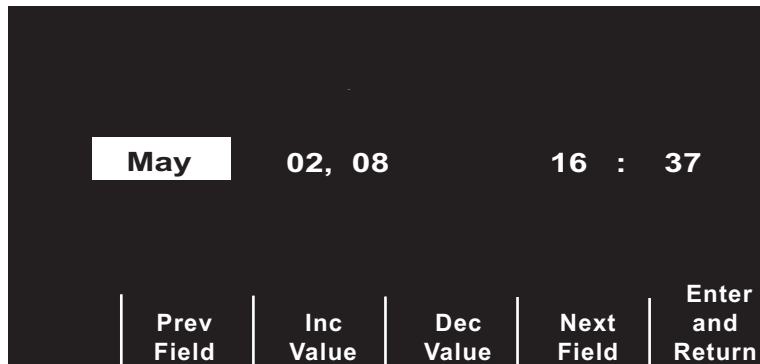 May 02, 08 16 : 37
Enter
Prev Inc Dec Next and
Field Value Value Field Return